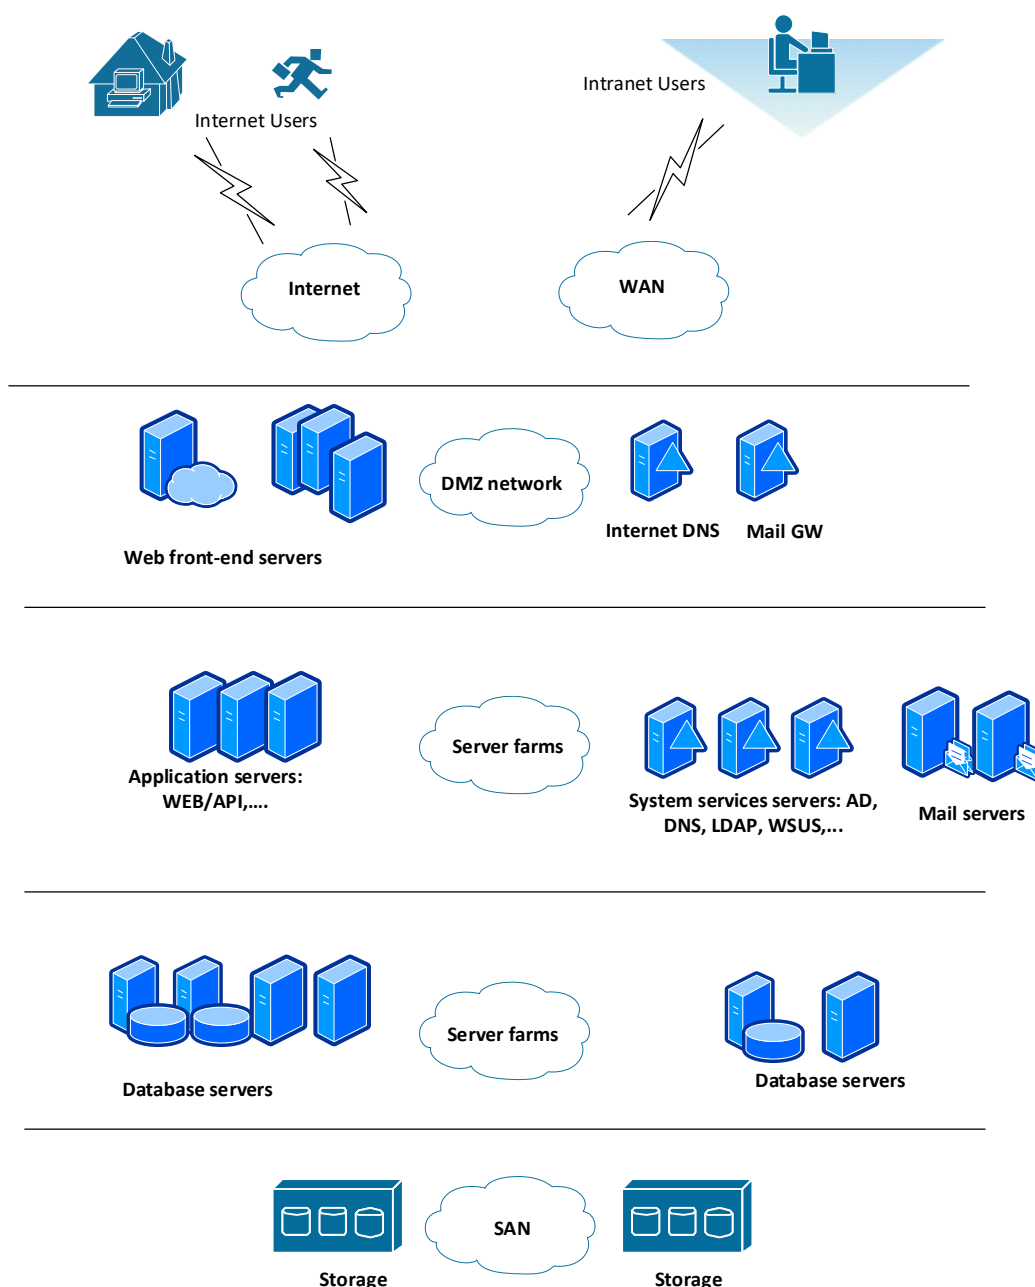 Intranet Users
Internet Users
Internet
WAN
DMZ network
Internet DNS
Mail GW
Web front-end servers
Server farms
Application servers:
WEB/API,....
System services servers: AD,
DNS, LDAP, WSUS,...
Mail servers
Server farms
Database servers
Database servers
SAN
Storage
Storage